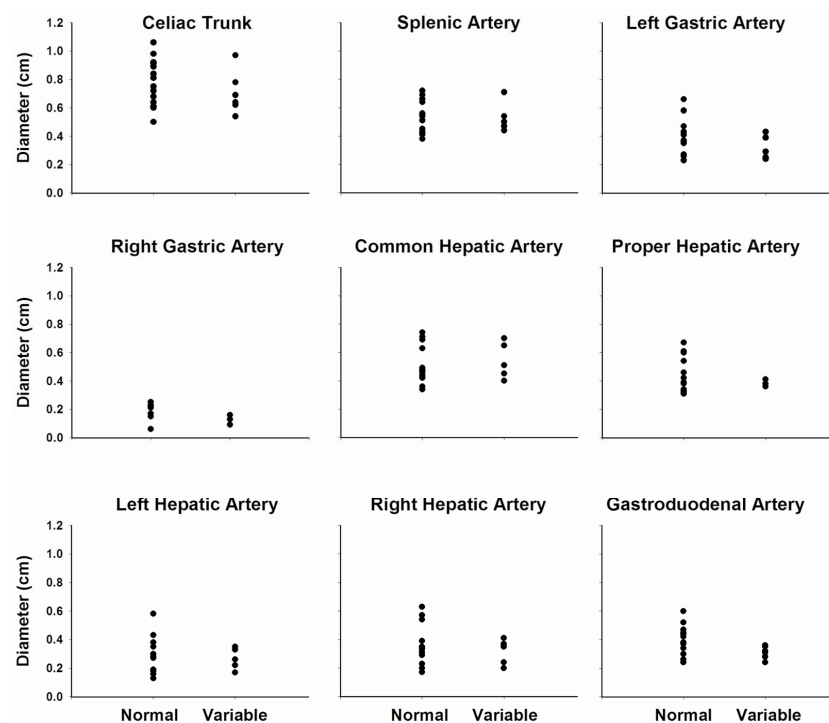 Celiac Trunk
Splenic Artery
Left Gastric Artery
Diameter (cm)
1.2
1.0
0.8
0.6
0.4
0.2
0.0
Right Gastric Artery
Common Hepatic Artery
Proper Hepatic Artery
Diameter (cm)
1.2
1.0
0.8
0.6
0.4
0.2
0.0
Left Hepatic Artery
Right Hepatic Artery
Gastroduodenal Artery
Diameter (cm)
1.2
1.0
0.8
0.6
0.4
0.2
0.0
Normal Variable
Normal Variable
Normal Variable